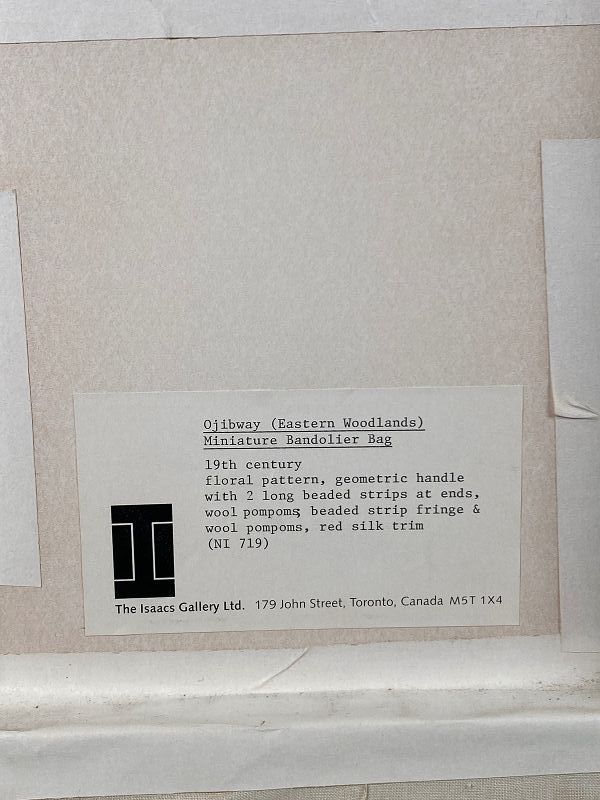 Ojibway (Eastern Woodlands)
Miniature Bandolier Bag
19th century
floral pattern, geometric handle
with 2 long beaded strips at ends,
wool pompoms, beaded strip fringe &
wool pompoms, red silk trim
(NI 719)
The Isaacs Gallery Ltd. 179 John Street, Toronto, Canada M5T 1X4